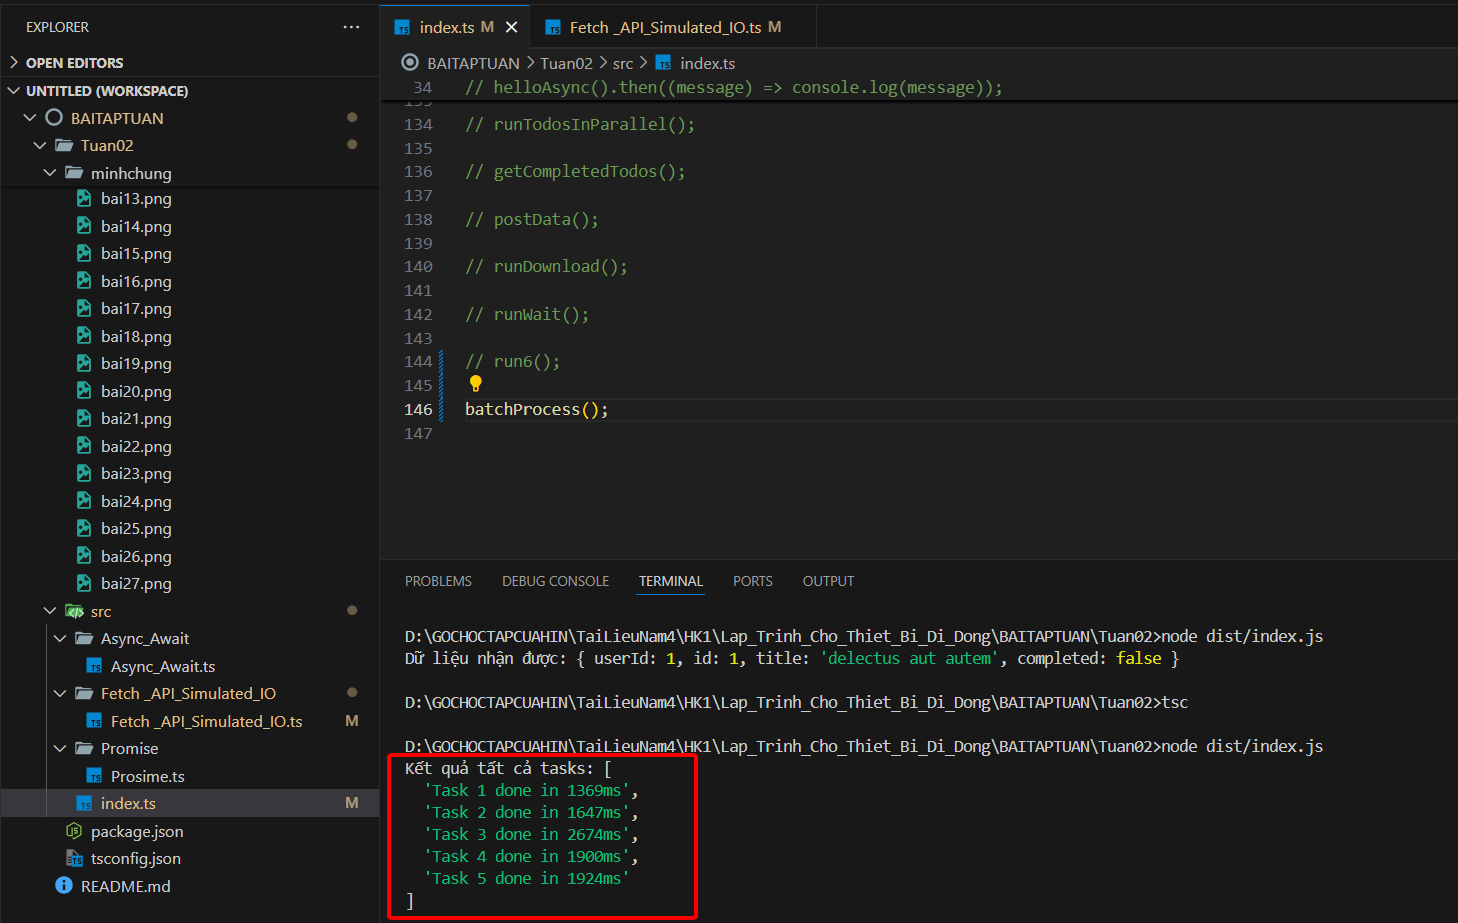 EXPLORER
OPEN EDITORS
UNTITLED (WORKSPACE)
BAITAPTUAN
Tuan02
minhchung
bai13.png
bai14.png
bai15.png
bai16.png
bai17.png
bai18.png
bai19.png
bai20.png
bai21.png
bai22.png
bai23.png
bai24.png
bai25.png
bai26.png
bai27.png
src
Async_Await
TS Async_Await.ts
Fetch _API_Simulated_IO
TS Fetch _API_Simulated_IO.ts M
Promise
TS Prosime.ts
TS index.ts M
package.json
tsconfig.json
README.md
TS index.ts M
TS Fetch _API_Simulated_IO.ts M
BAITAPTUAN > Tuan02 > src > TS index.ts
34 // helloAsync().then((message) => console.log(message));
134 // runTodosInParallel();
135
136 // getCompletedTodos();
137
138 // postData();
139
140 // runDownload();
141
142 // runWait();
143
144 // run6();
145
146 batchProcess();
147
PROBLEMS DEBUG CONSOLE TERMINAL PORTS OUTPUT
D:\GOCHOCTAPCUAHIN\TaiLieuNam4\HK1\Lap_Trinh_Cho_Thiet_Bi_Di_Dong\BAITAPTUAN\Tuan02>node dist/index.js
Dữ liệu nhận được: { userId: 1, id: 1, title: 'delectus aut autem', completed: false }
D:\GOCHOCTAPCUAHIN\TaiLieuNam4\HK1\Lap_Trinh_Cho_Thiet_Bi_Di_Dong\BAITAPTUAN\Tuan02>tsc
D:\GOCHOCTAPCUAHIN\TaiLieuNam4\HK1\Lap_Trinh_Cho_Thiet_Bi_Di_Dong\BAITAPTUAN\Tuan02>node dist/index.js
Kết quả tất cả tasks: [
'Task 1 done in 1369ms',
'Task 2 done in 1647ms',
'Task 3 done in 2674ms',
'Task 4 done in 1900ms',
'Task 5 done in 1924ms'
]